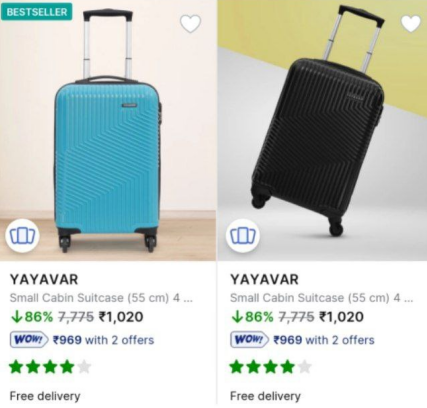 BESTSELLER
YAYAVAR
Small Cabin Suitcase (55 cm) 4 ...
↓86% 7,775 ₹1,020
WOW! ₹969 with 2 offers
Free delivery
YAYAVAR
Small Cabin Suitcase (55 cm) 4 ...
↓86% 7,775 ₹1,020
WOW! ₹969 with 2 offers
Free delivery